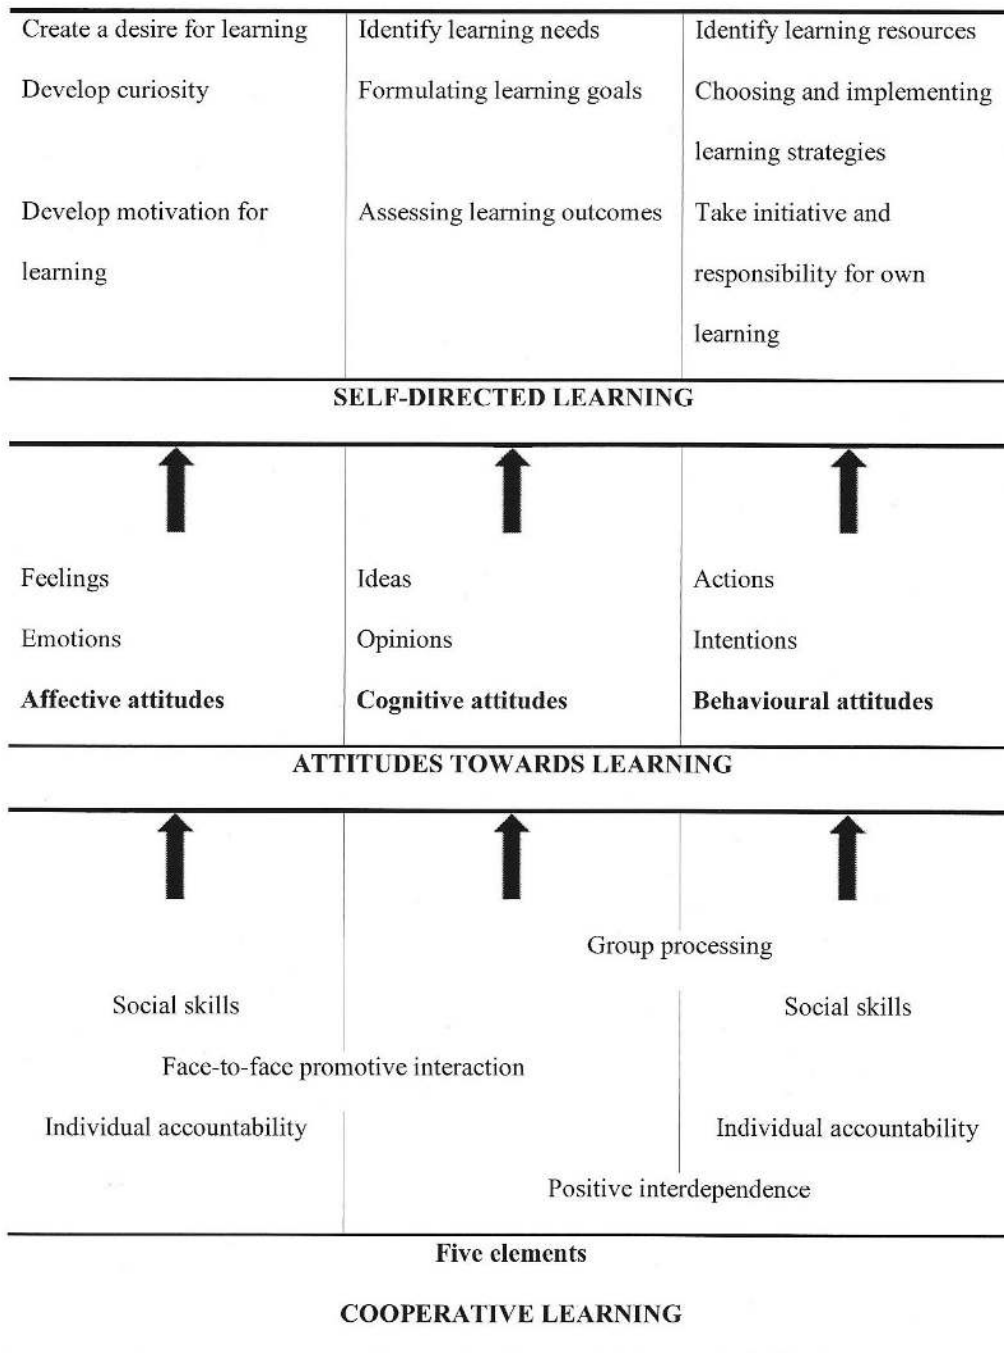 Create a desire for learning
Identify learning needs
Identify learning resources
Develop curiosity
Formulating learning goals
Choosing and implementing
learning strategies
Develop motivation for
learning
Assessing learning outcomes
Take initiative and
responsibility for own
learning
SELF-DIRECTED LEARNING
Feelings
Ideas
Actions
Emotions
Opinions
Intentions
Affective attitudes
Cognitive attitudes
Behavioural attitudes
ATTITUDES TOWARDS LEARNING
Group processing
Social skills
Social skills
Face-to-face promotive interaction
Individual accountability
Individual accountability
Positive interdependence
Five elements
COOPERATIVE LEARNING